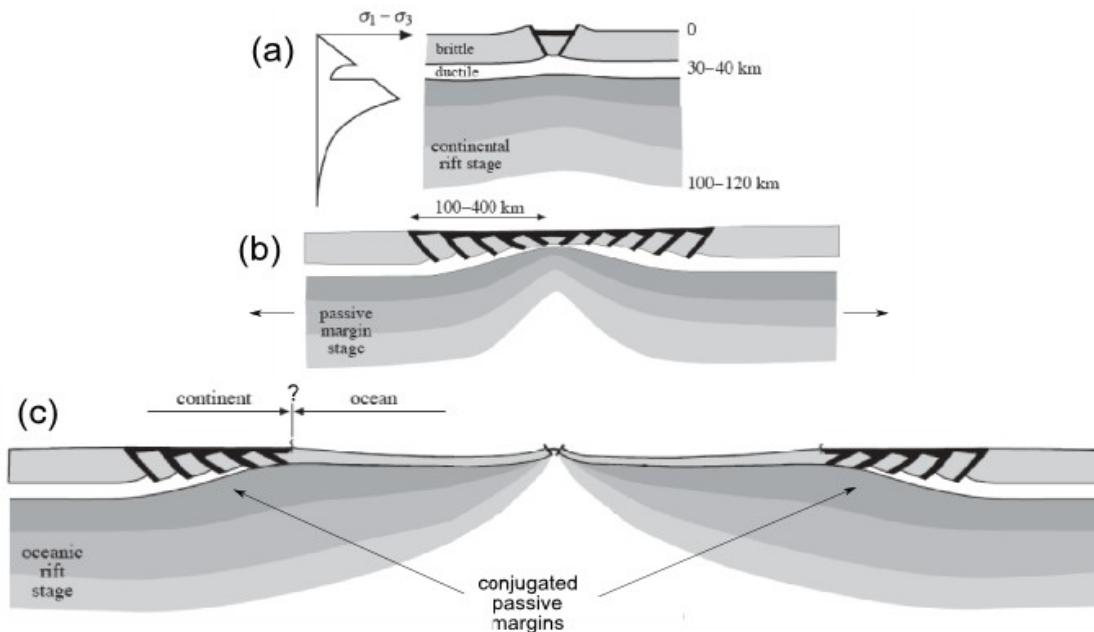 σ1 − σ3
(a)
brittle
ductile
continental
rift stage
0
30–40 km
100–120 km
100–400 km
(b)
passive
margin
stage
(c)
continent
?
ocean
oceanic
rift
stage
conjugated
passive
margins